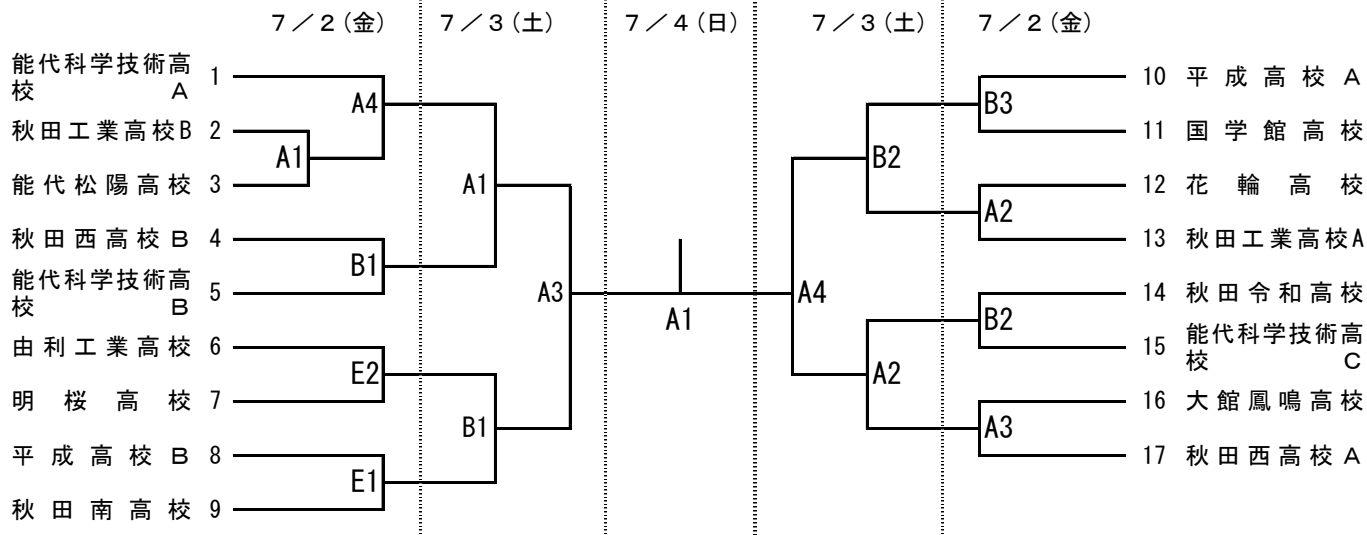 7／2（金） 7／3（土） 7／4（日） 7／3（土） 7／2（金）
能代科学技術高
校 A 1
A4
秋田工業高校B 2
A1
能代松陽高校 3
A1
秋田西高校B 4
B1
能代科学技術高
校 B 5
A3
由利工業高校 6
E2
明桜高校 7
B1
平成高校B 8
E1
秋田南高校 9
A1
10 平成高校A
B3
11 国学館高校
B2
12 花輪高校
A2
13 秋田工業高校A
A4
14 秋田令和高校
B2
15 能代科学技術高
校 C
A2
16 大館鳳鳴高校
A3
17 秋田西高校A